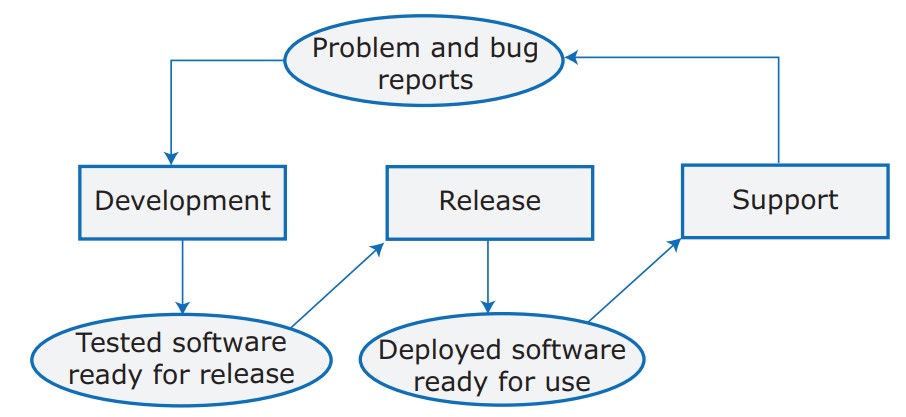 Problem and bug
reports
Development
Release
Support
Tested software
ready for release
Deployed software
ready for use